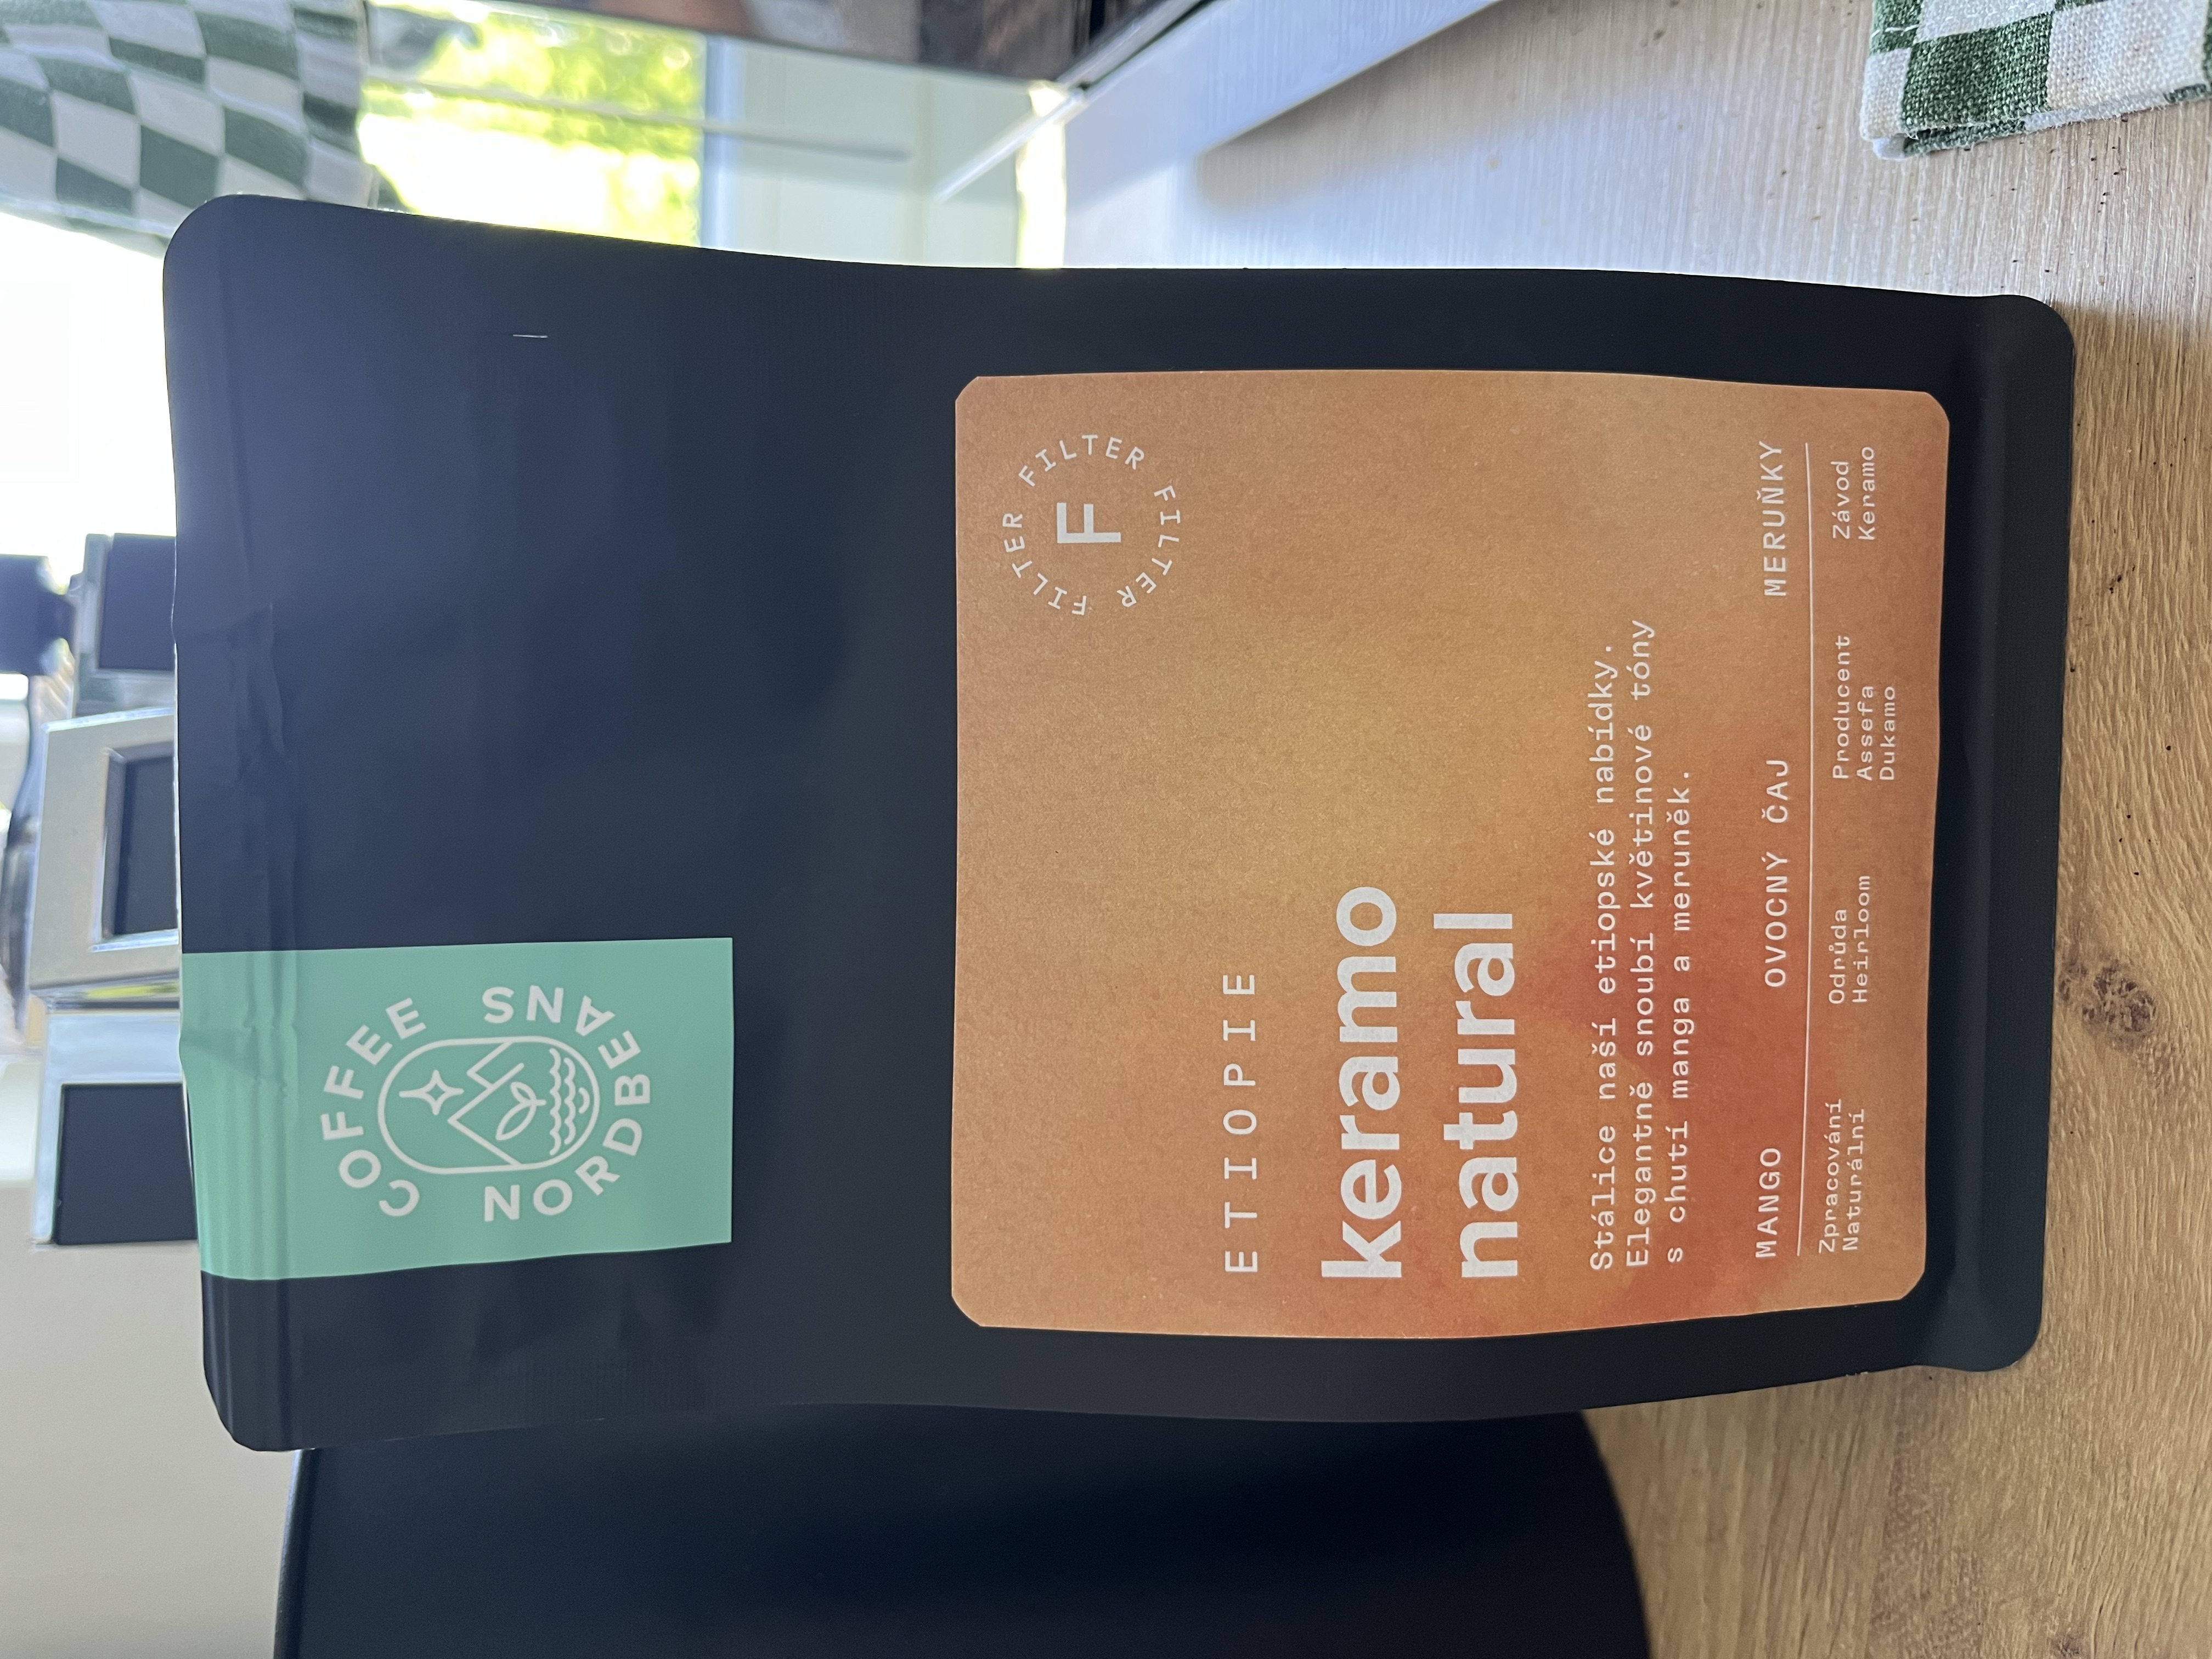 COFFEE
NORDBEANS
FILTER FILTER FILTER FILTER
F
ETIOPIE
keramo
natural
Stálice naší etiopské nabídky.
Elegantně snoubí květinové tóny
s chutí manga a meruněk.
MANGO OVOCNÝ ČAJ MERUŇKY
Zpracování Odrůda Producent Závod
Naturální Heirloom Assefa Keramo
Dukamo